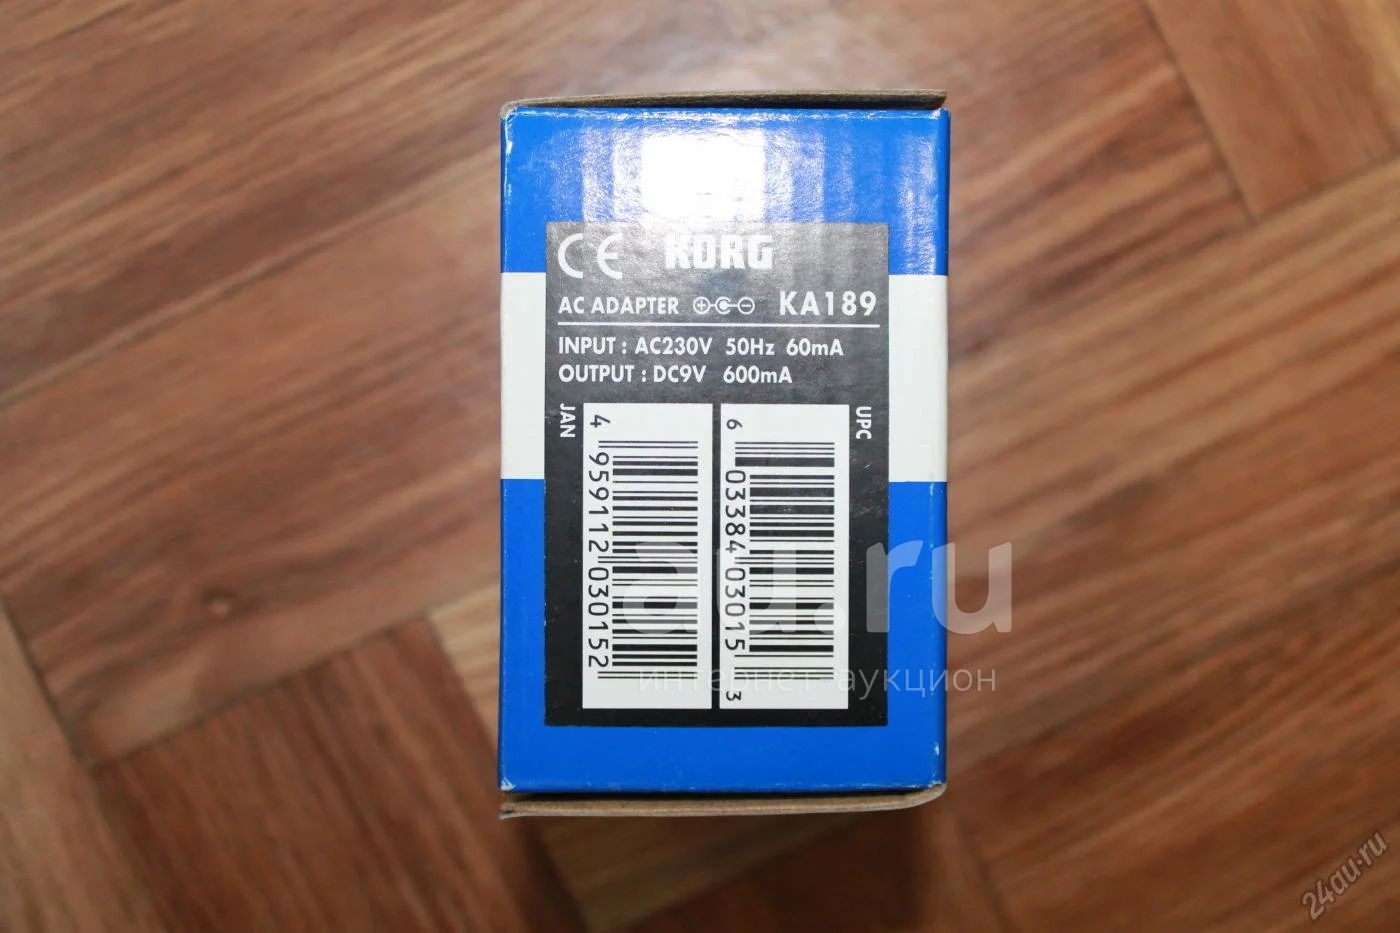 CE KORG
AC ADAPTER KA189
INPUT : AC230V 50Hz 60mA
OUTPUT : DC9V 600mA
JAN
4 959112 030152
UPC
6 03384 03015 3
au.ru
интернет-аукцион
24au.ru